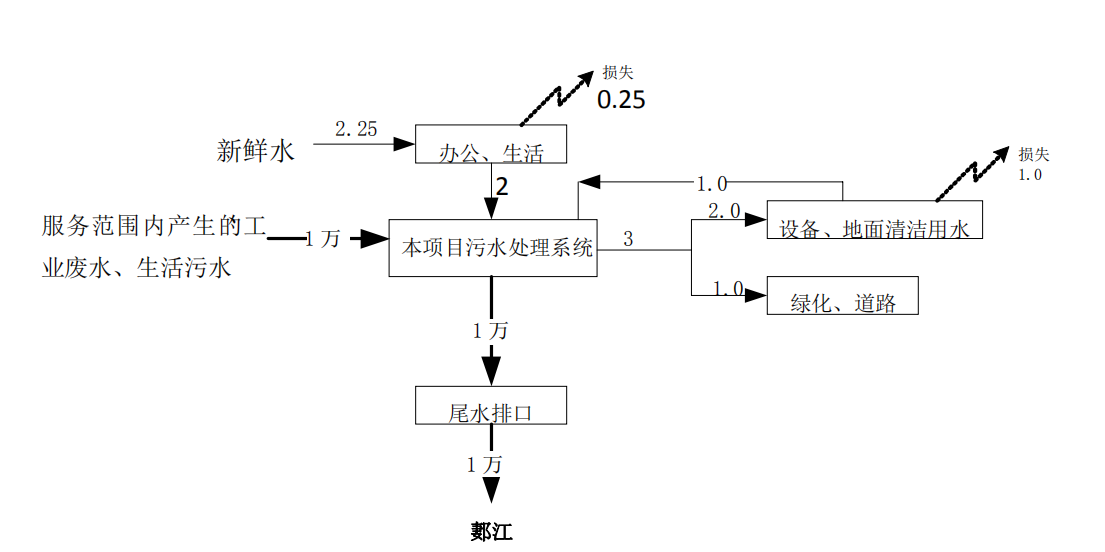 损失
0.25
2.25
新鲜水
办公、生活
损失
1.0
1.0
2
2.0
服务范围内产生的工
业废水、生活污水
1万
本项目污水处理系统
3
设备、地面清洁用水
1.0
绿化、道路
1万
尾水排口
1万
鄞江